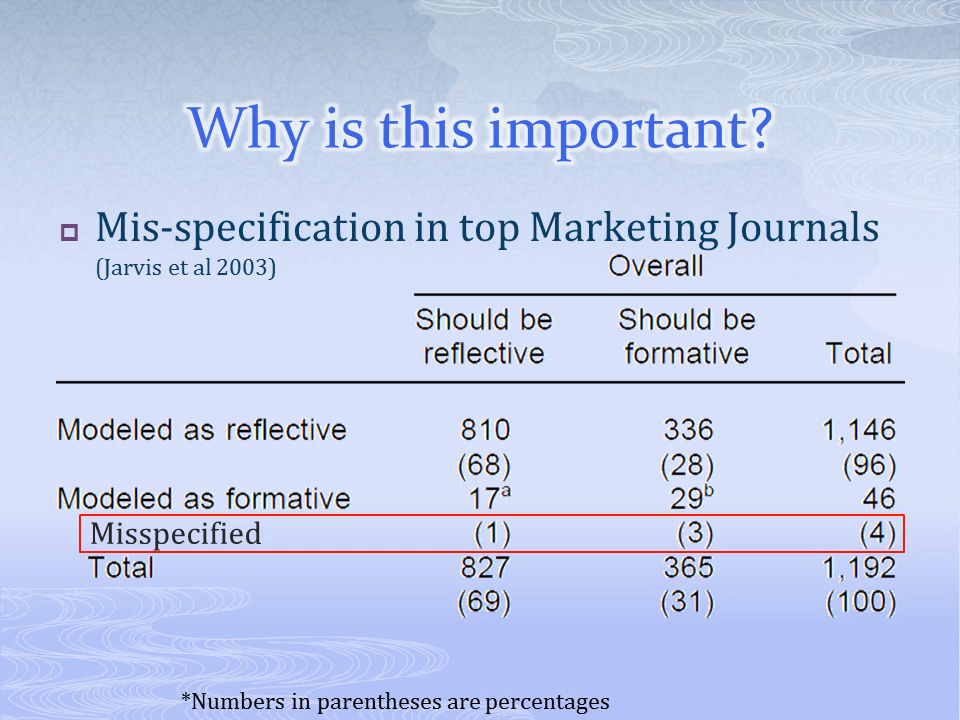 Why is this important?
Mis-specification in top Marketing Journals
(Jarvis et al 2003)
Overall
Should be Should be
reflective formative Total
Modeled as reflective 810 336 1,146
(68) (28) (96)
Modeled as formative 17a 29b 46
Misspecified (1) (3) (4)
Total 827 365 1,192
(69) (31) (100)
*Numbers in parentheses are percentages